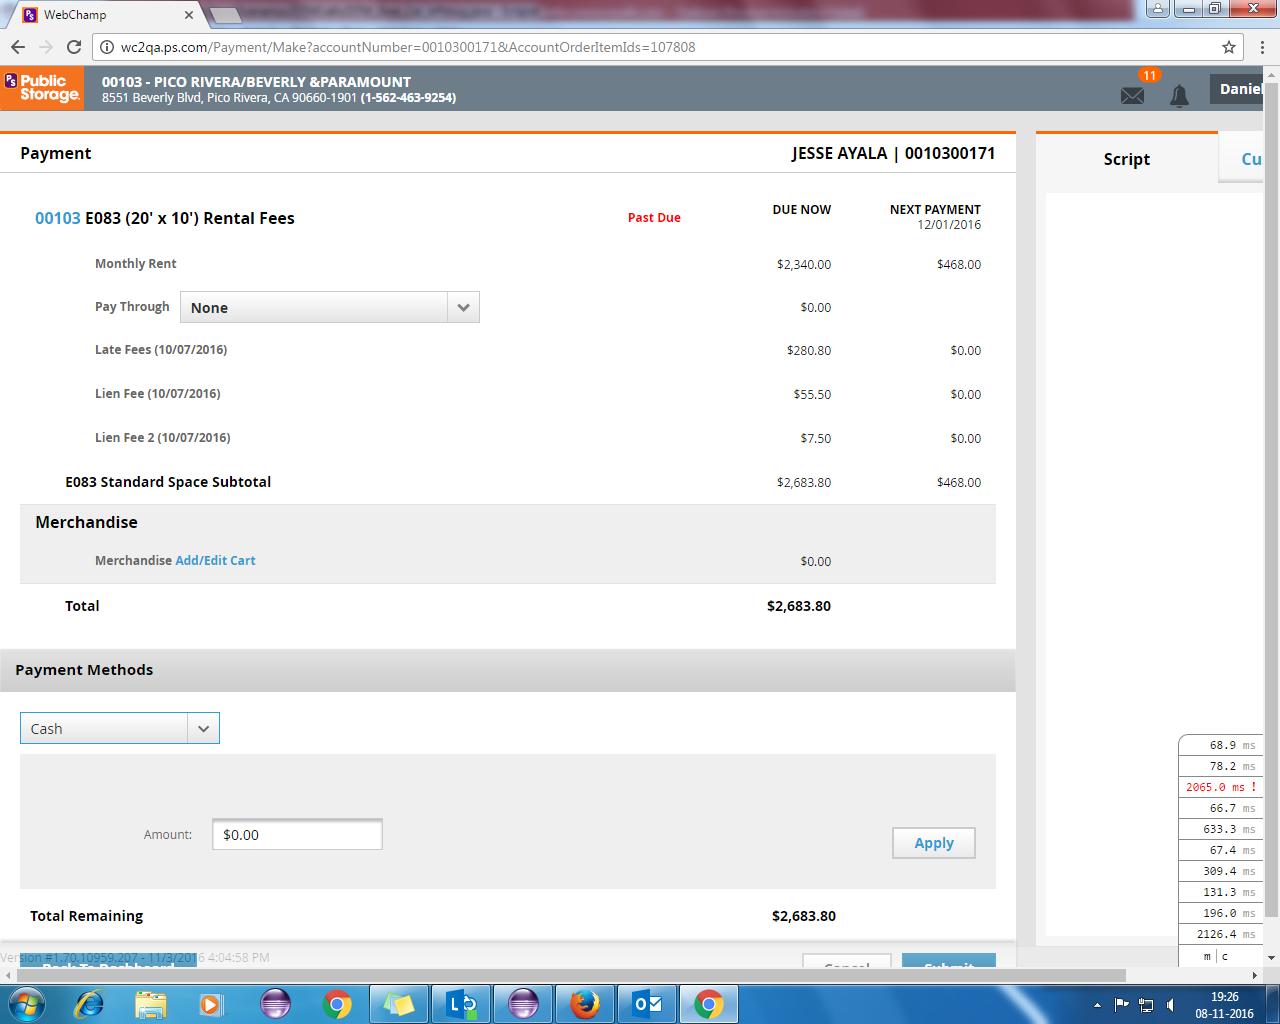 WebChamp
wc2qa.ps.com/Payment/Make?accountNumber=0010300171&AccountOrderItemIds=107808
PS Public Storage.
00103 - PICO RIVERA/BEVERLY &PARAMOUNT
8551 Beverly Blvd, Pico Rivera, CA 90660-1901 (1-562-463-9254)
11
Daniel
Payment
JESSE AYALA | 0010300171
Script
Cu
00103 E083 (20' x 10') Rental Fees
Past Due
DUE NOW
NEXT PAYMENT
12/01/2016
Monthly Rent $2,340.00 $468.00
Pay Through None $0.00
Late Fees (10/07/2016) $280.80 $0.00
Lien Fee (10/07/2016) $55.50 $0.00
Lien Fee 2 (10/07/2016) $7.50 $0.00
E083 Standard Space Subtotal $2,683.80 $468.00
Merchandise
Merchandise Add/Edit Cart $0.00
Total $2,683.80
Payment Methods
Cash
Amount: $0.00
Apply
Total Remaining $2,683.80
68.9 ms
78.2 ms
2065.0 ms !
66.7 ms
633.3 ms
67.4 ms
309.4 ms
131.3 ms
196.0 ms
2126.4 ms
m | c
Version #1.70.10959.207 - 11/3/2016 4:04:58 PM
Back To Dashboard
Cancel
Submit
19:26
08-11-2016